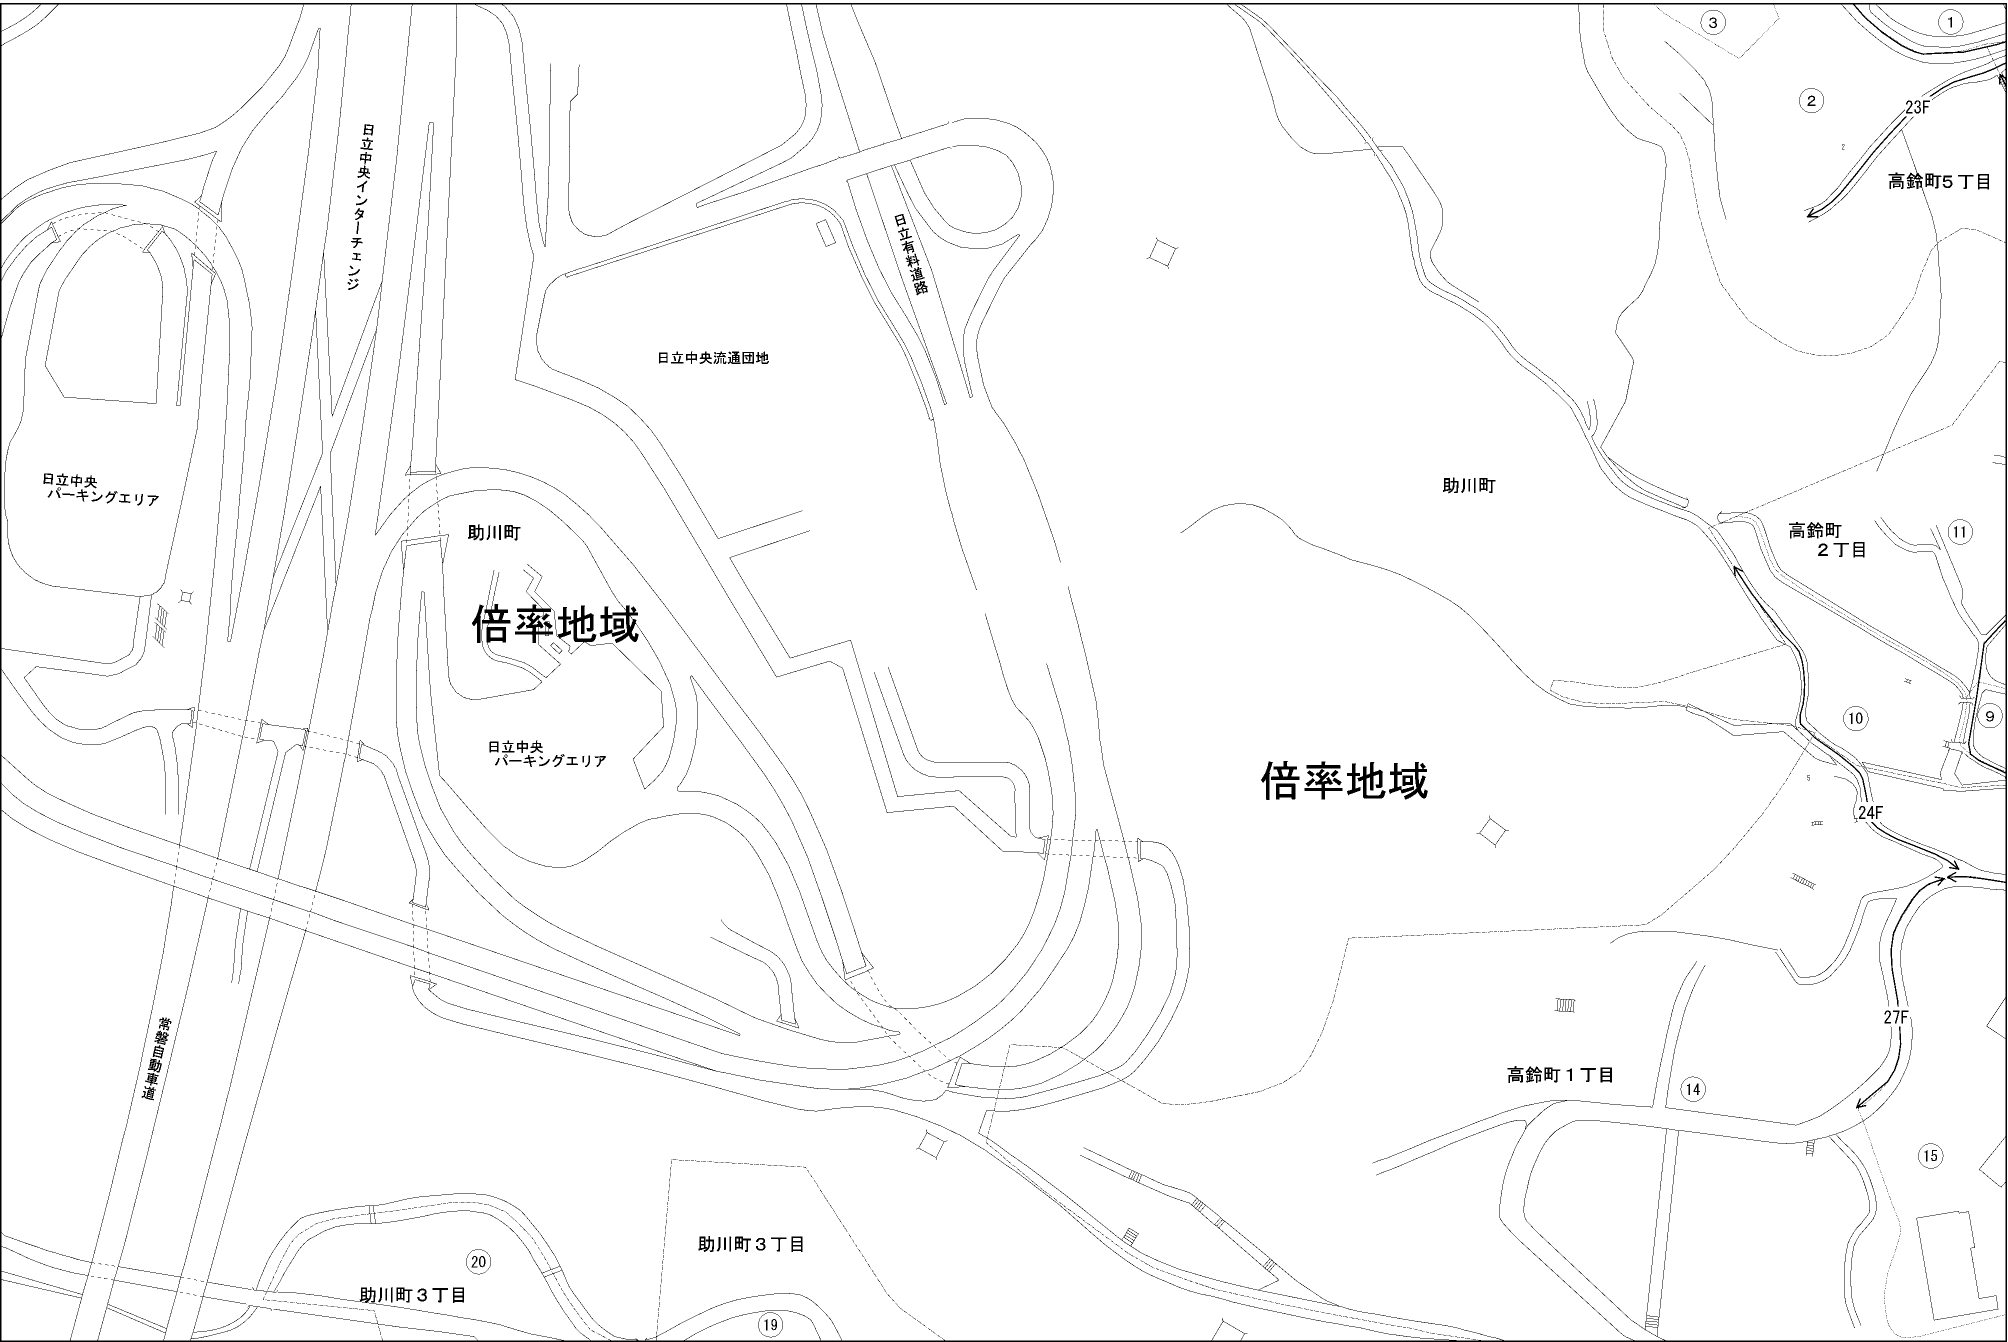 ③
①
②
23F
2
高鈴町5丁目
日立中央インターチェンジ
日立有料道路
日立中央流通団地
日立中央
パーキングエリア
助川町
助川町
高鈴町
2丁目
⑪
倍率地域
⑩
⑨
日立中央
パーキングエリア
倍率地域
5
24F
27F
常磐自動車道
高鈴町1丁目
⑭
⑮
助川町3丁目
⑳
助川町3丁目
⑲